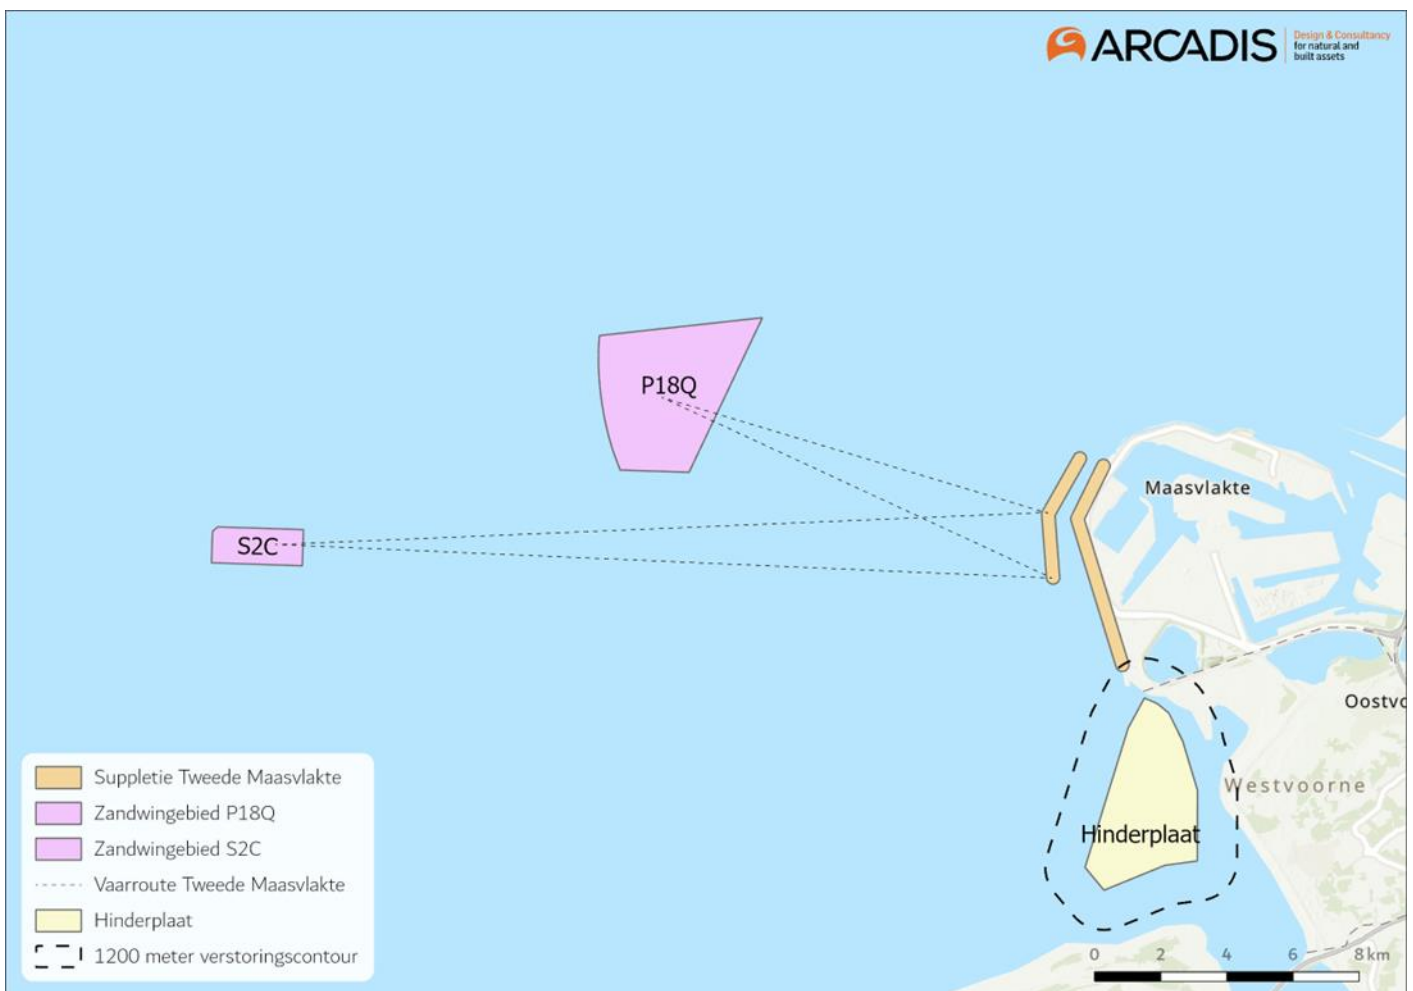 ARCADIS
Design & Consultancy
for natural and
built assets
P18Q
Maasvlakte
S2C
Oostvo
Westvoorne
Hinderplaat
Suppletie Tweede Maasvlakte
Zandwingebied P18Q
Zandwingebied S2C
Vaarroute Tweede Maasvlakte
Hinderplaat
1200 meter verstoringscontour
0 2 4 6 8 km